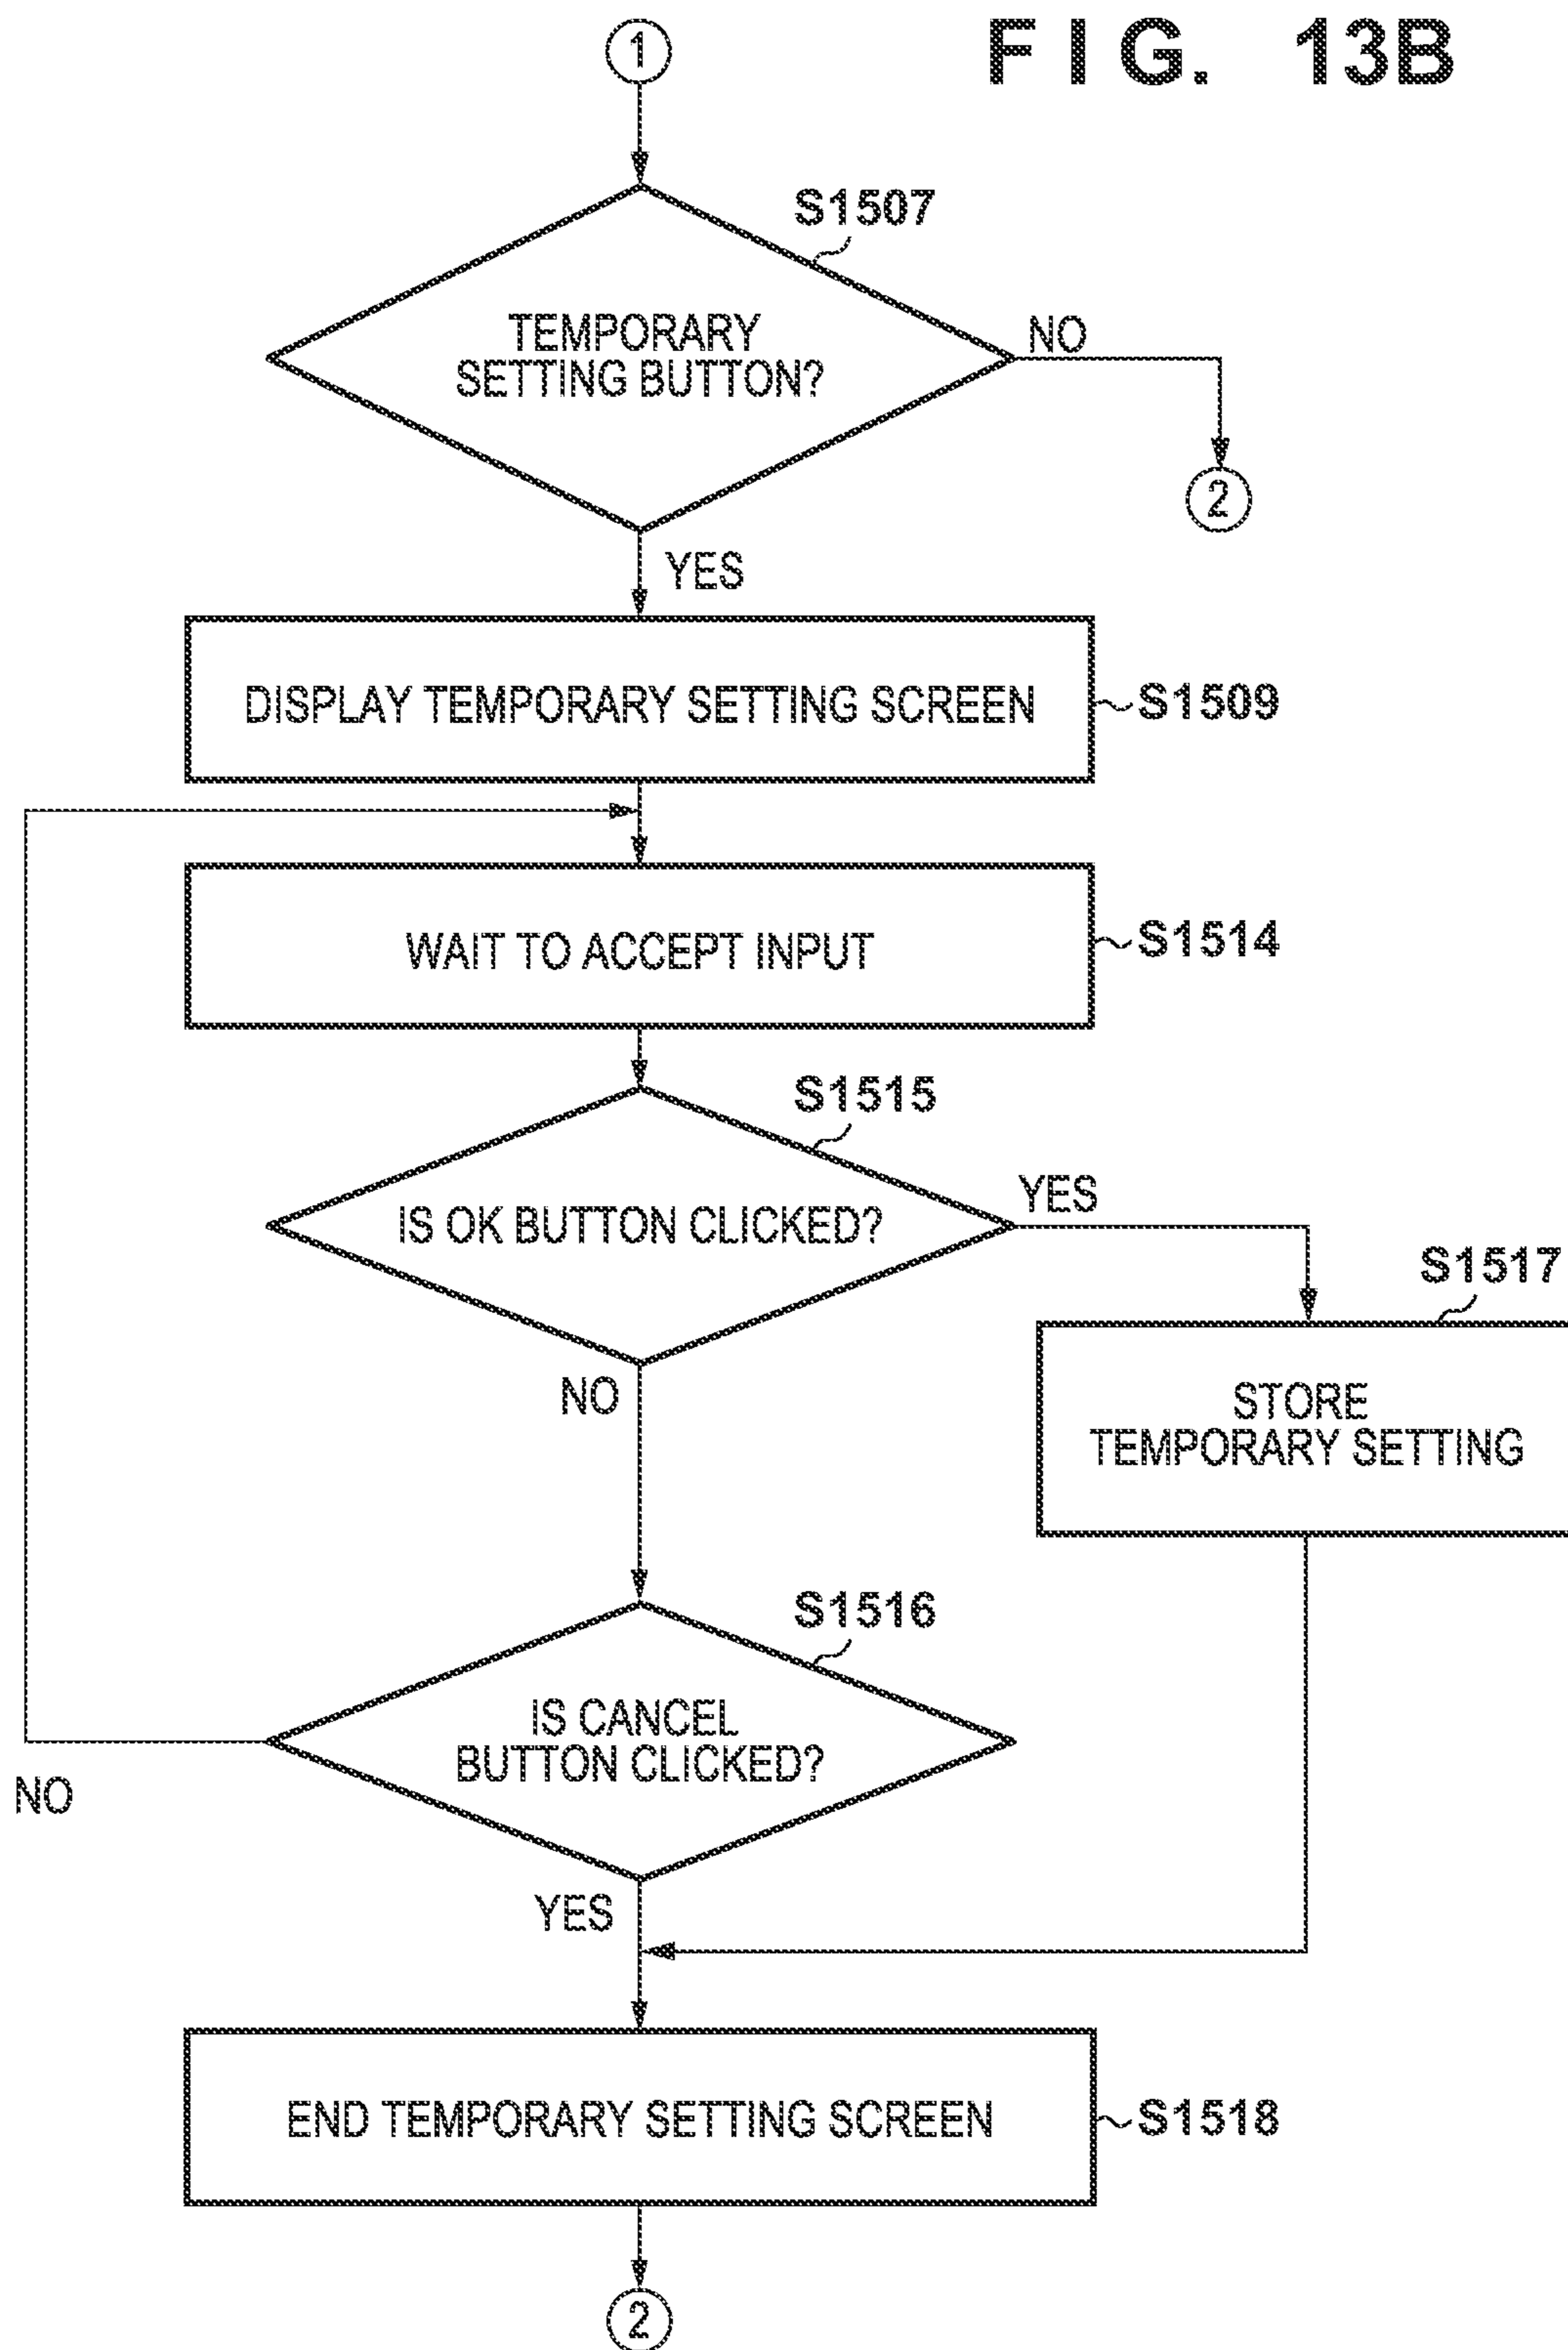 1
FIG. 13B
S1507
TEMPORARY
SETTING BUTTON?
NO
2
YES
DISPLAY TEMPORARY SETTING SCREEN
S1509
WAIT TO ACCEPT INPUT
S1514
S1515
IS OK BUTTON CLICKED?
YES
S1517
NO
STORE
TEMPORARY SETTING
S1516
IS CANCEL
BUTTON CLICKED?
NO
YES
END TEMPORARY SETTING SCREEN
S1518
2